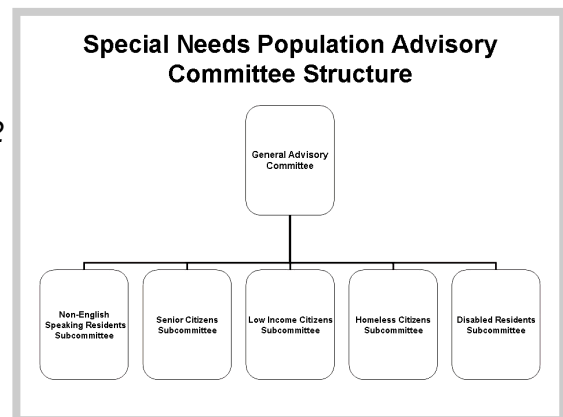 Special Needs Population Advisory
Committee Structure
General Advisory
Committee
Non-English
Speaking Residents
Subcommittee
Senior Citizens
Subcommittee
Low Income Citizens
Subcommittee
Homeless Citizens
Subcommittee
Disabled Residents
Subcommittee